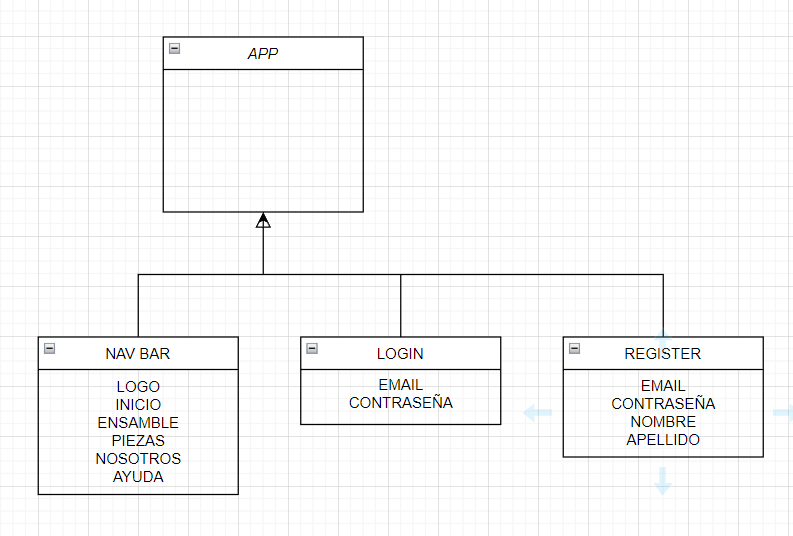 APP
NAV BAR
LOGO
INICIO
ENSAMBLE
PIEZAS
NOSOTROS
AYUDA
LOGIN
EMAIL
CONTRASEÑA
REGISTER
EMAIL
CONTRASEÑA
NOMBRE
APELLIDO